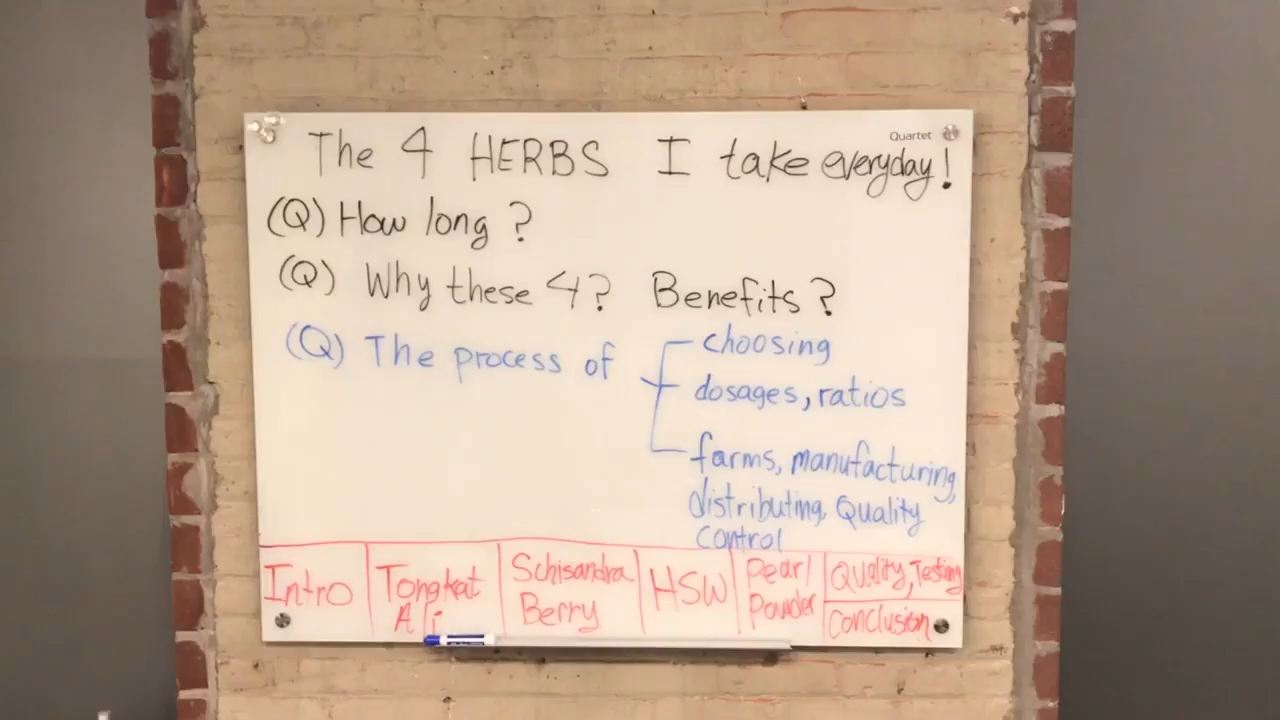 Quartet
The 4 HERBS I take everyday!
(Q) How long?
(Q) Why these 4? Benefits?
(Q) The process of
choosing
dosages, ratios
farms, manufacturing,
distributing, Quality
control
Intro
Tongkat
Ali
Schisandra
Berry
HSW
Pearl
Powder
Quality, Testing
Conclusion